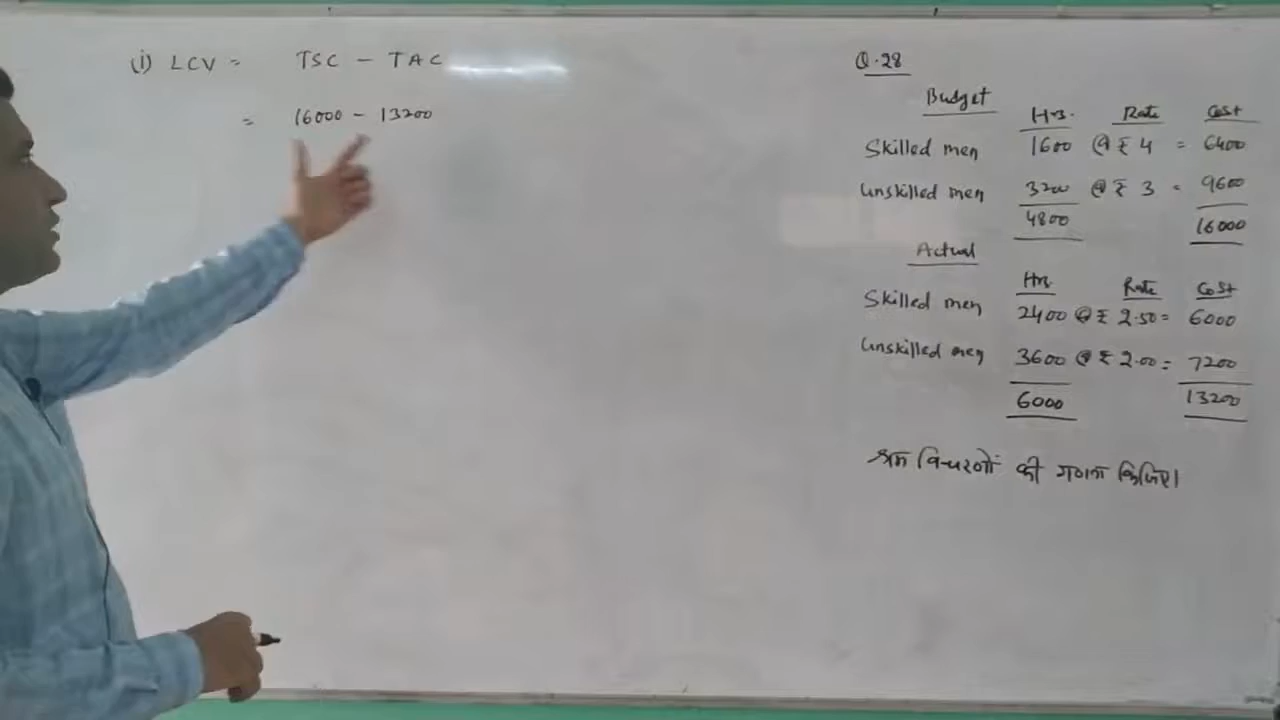 (i) LCV = TSC - TAC
= 16000 - 13200
Q.28
Budget
Hrs. Rate Cost
Skilled men 1600 @ ₹ 4 = 6400
Unskilled men 3200 @ ₹ 3 = 9600
4800 16000
Actual
Hrs. Rate Cost
Skilled men 2400 @ ₹ 2.50 = 6000
Unskilled men 3600 @ ₹ 2.00 = 7200
6000 13200
श्रम विचरणों की गणना किजिए।